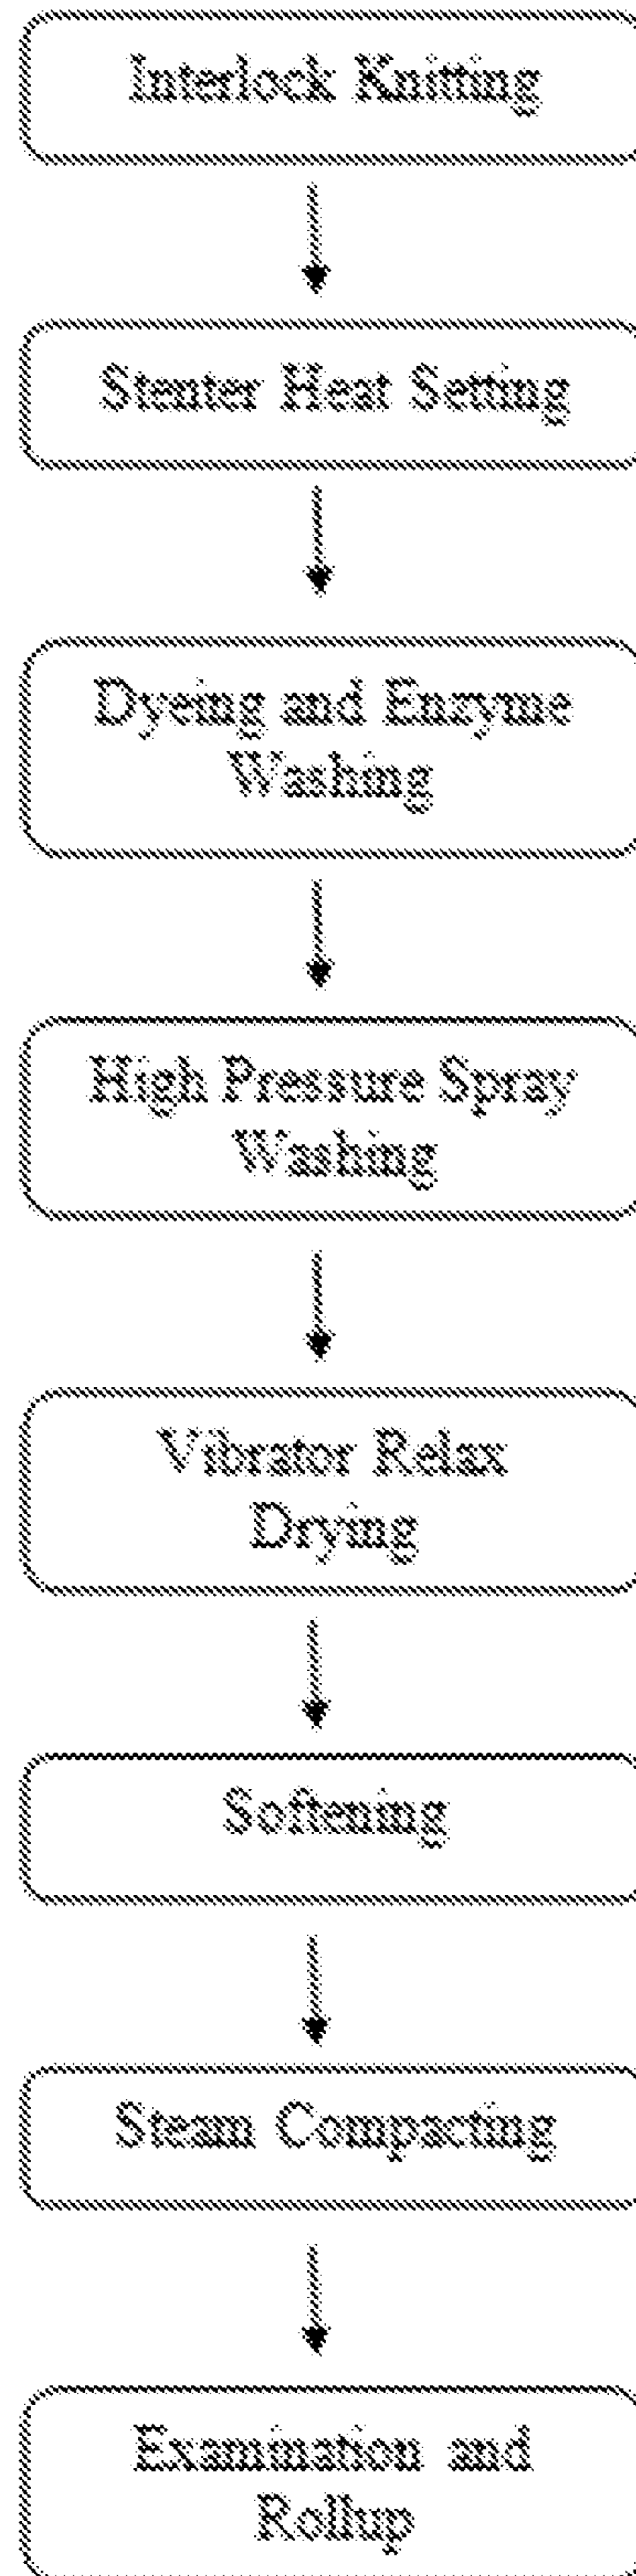 Interlock Knitting
Stenter Heat Setting
Dyeing and Enzyme
Washing
High Pressure Spray
Washing
Vibrator Relax
Drying
Softening
Steam Compacting
Examination and
Rollup